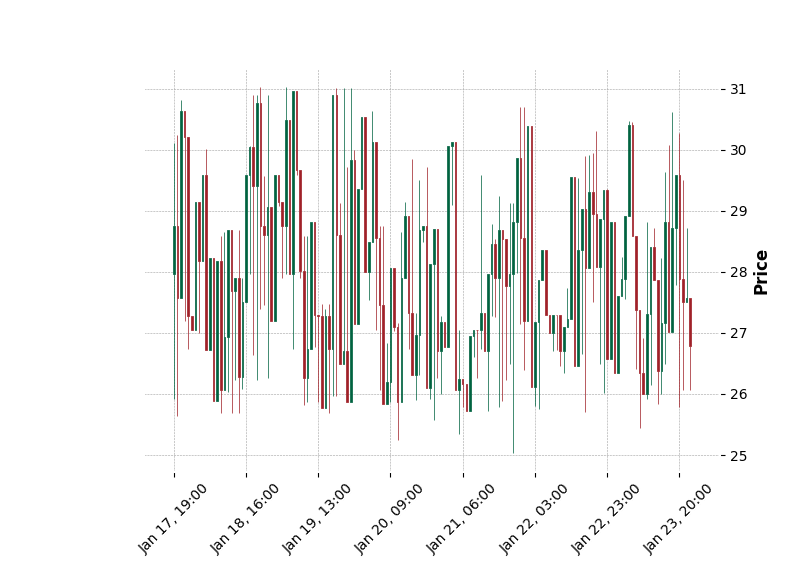 31
30
29
28
27
26
25
Price
Jan 17, 19:00
Jan 18, 16:00
Jan 19, 13:00
Jan 20, 09:00
Jan 21, 06:00
Jan 22, 03:00
Jan 22, 23:00
Jan 23, 20:00